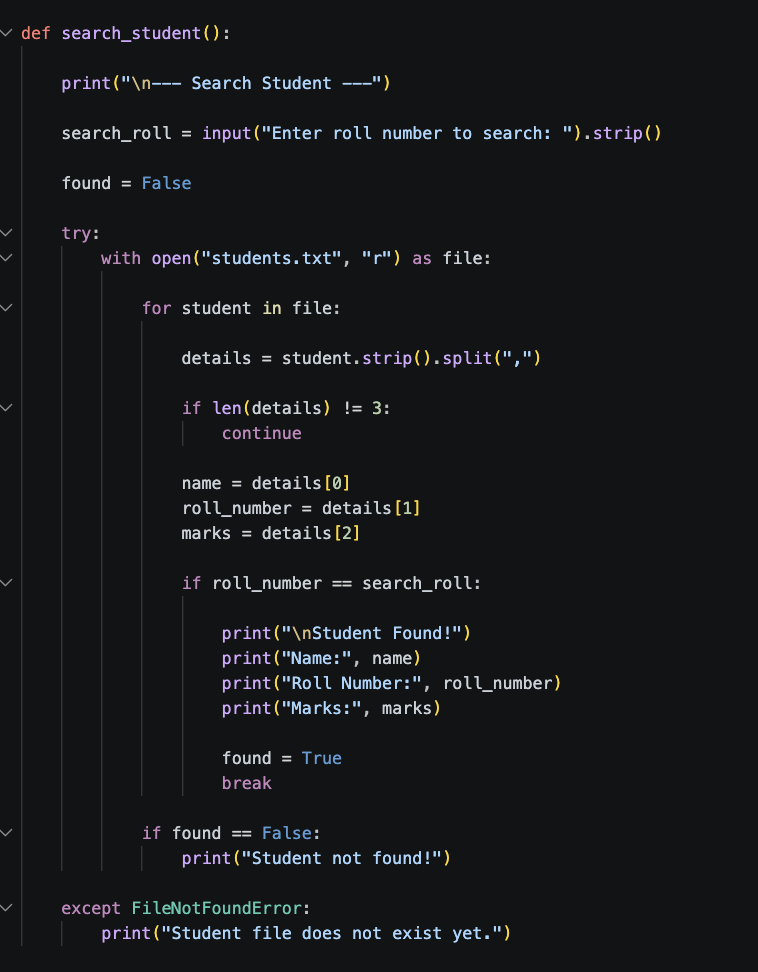 def search_student():
    print("\n--- Search Student ---")
    search_roll = input("Enter roll number to search: ").strip()
    found = False
    try:
        with open("students.txt", "r") as file:
            for student in file:
                details = student.strip().split(",")
                if len(details) != 3:
                    continue
                name = details[0]
                roll_number = details[1]
                marks = details[2]
                if roll_number == search_roll:
                    print("\nStudent Found!")
                    print("Name:", name)
                    print("Roll Number:", roll_number)
                    print("Marks:", marks)
                    found = True
                    break
            if found == False:
                print("Student not found!")
    except FileNotFoundError:
        print("Student file does not exist yet.")